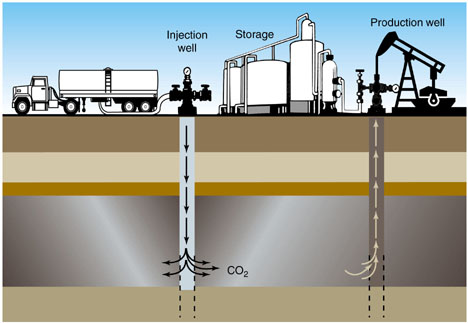 Injection
well
Storage
Production well
CO₂